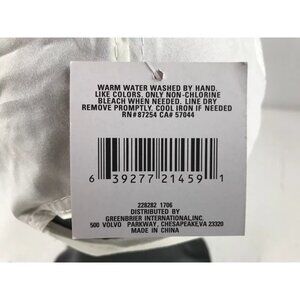 WARM WATER WASHED BY HAND.
LIKE COLORS. ONLY NON-CHLORINE
BLEACH WHEN NEEDED. LINE DRY
REMOVE PROMPTLY. COOL IRON IF NEEDED
RN#87254 CA# 57044
6 39277 21459 1
228282 1706
DISTRIBUTED BY
GREENBRIER INTERNATIONAL,INC.
500 VOLVO PARKWAY, CHESAPEAKE,VA 23320
MADE IN CHINA